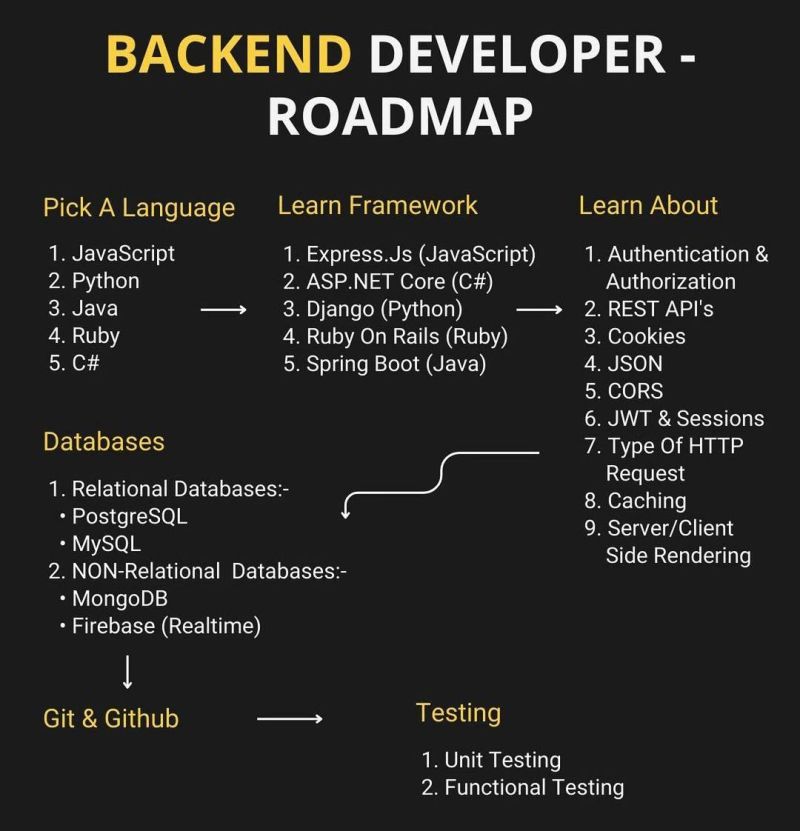 BACKEND DEVELOPER -
ROADMAP
Pick A Language
1. JavaScript
2. Python
3. Java
4. Ruby
5. C#
Learn Framework
1. Express.Js (JavaScript)
2. ASP.NET Core (C#)
3. Django (Python)
4. Ruby On Rails (Ruby)
5. Spring Boot (Java)
Learn About
1. Authentication &
Authorization
2. REST API's
3. Cookies
4. JSON
5. CORS
6. JWT & Sessions
7. Type Of HTTP
Request
8. Caching
9. Server/Client
Side Rendering
Databases
1. Relational Databases:-
• PostgreSQL
• MySQL
2. NON-Relational Databases:-
• MongoDB
• Firebase (Realtime)
Git & Github
Testing
1. Unit Testing
2. Functional Testing